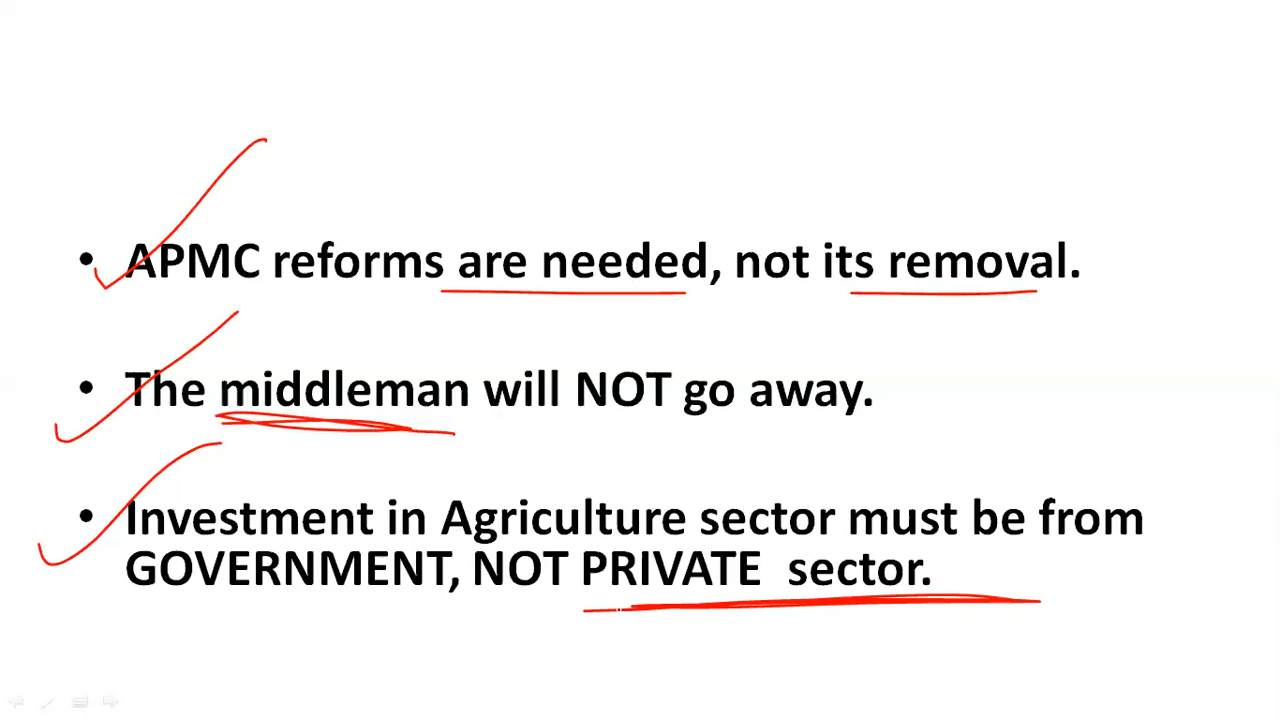 • APMC reforms are needed, not its removal.
• The middleman will NOT go away.
• Investment in Agriculture sector must be from
GOVERNMENT, NOT PRIVATE sector.